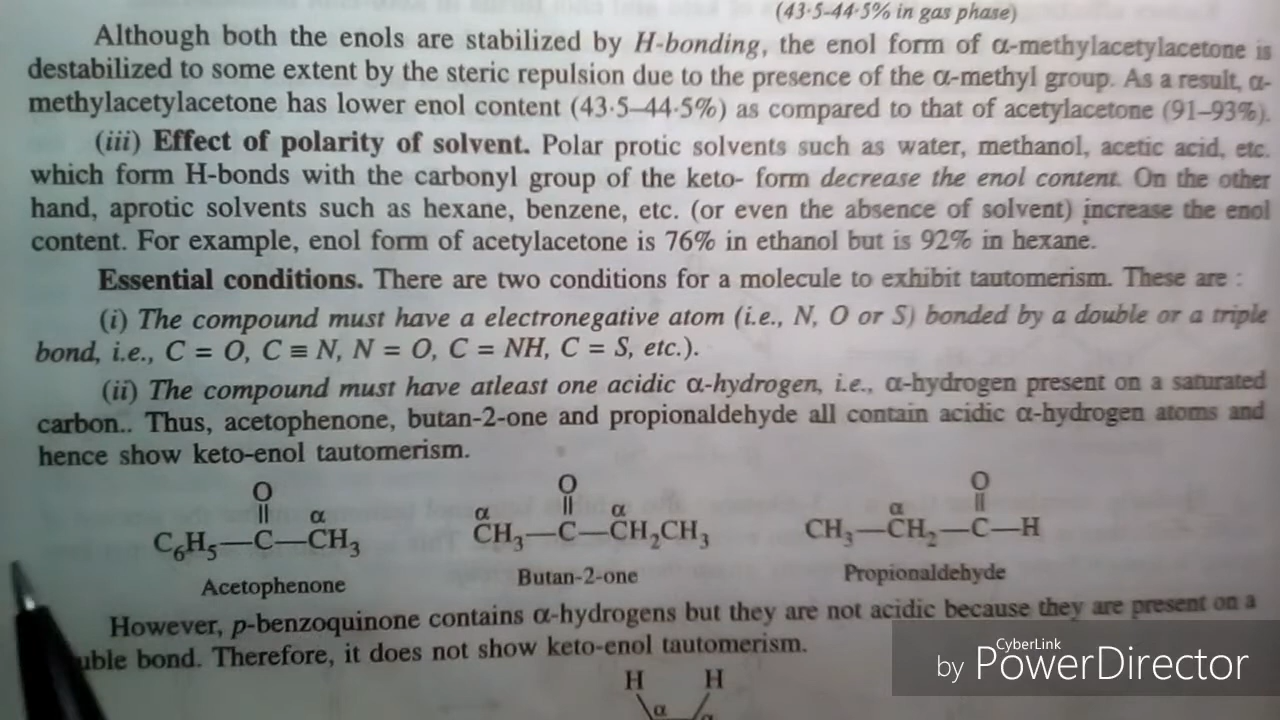 (43·5–44·5% in gas phase)
Although both the enols are stabilized by H-bonding, the enol form of α-methylacetylacetone is
destabilized to some extent by the steric repulsion due to the presence of the α-methyl group. As a result, α-
methylacetylacetone has lower enol content (43·5–44·5%) as compared to that of acetylacetone (91–93%).
(iii) Effect of polarity of solvent. Polar protic solvents such as water, methanol, acetic acid, etc.
which form H-bonds with the carbonyl group of the keto- form decrease the enol content. On the other
hand, aprotic solvents such as hexane, benzene, etc. (or even the absence of solvent) increase the enol
content. For example, enol form of acetylacetone is 76% in ethanol but is 92% in hexane.
Essential conditions. There are two conditions for a molecule to exhibit tautomerism. These are :
(i) The compound must have a electronegative atom (i.e., N, O or S) bonded by a double or a triple
bond, i.e., C = O, C ≡ N, N = O, C = NH, C = S, etc.).
(ii) The compound must have atleast one acidic α-hydrogen, i.e., α-hydrogen present on a saturated
carbon.. Thus, acetophenone, butan-2-one and propionaldehyde all contain acidic α-hydrogen atoms and
hence show keto-enol tautomerism.
O O O
|| α α || α α ||
C₆H₅—C—CH₃ CH₃—C—CH₂CH₃ CH₃—CH₂—C—H
Acetophenone Butan-2-one Propionaldehyde
However, p-benzoquinone contains α-hydrogens but they are not acidic because they are present on a
uble bond. Therefore, it does not show keto-enol tautomerism.
H H
α α
CyberLink
by PowerDirector